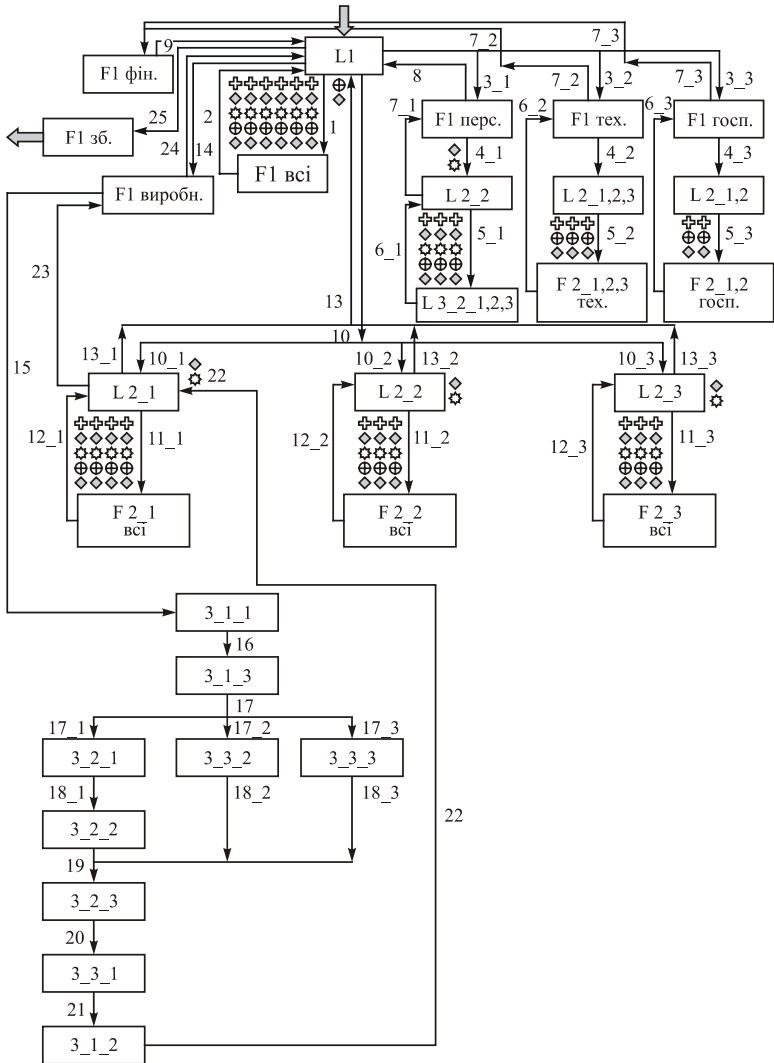 7_2
7_3
9
L1
F1 фін.
8
3_1
7_2
3_2
7_3
3_3
25
2
1
7_1
6_2
6_3
F1 зб.
24
14
F1 перс.
F1 тех.
F1 госп.
4_1
4_2
4_3
F1 всі
F1 виробн.
L 2_2
L 2_1,2,3
L 2_1,2
23
6_1
5_1
5_2
5_3
F 2_1,2,3
тех.
F 2_1,2
госп.
13
L 3_2_1,2,3
10
15
13_1
10_1
22
10_2
13_2
10_3
13_3
L 2_1
L 2_2
L 2_3
12_1
11_1
12_2
11_2
12_3
11_3
F 2_1
всі
F 2_2
всі
F 2_3
всі
3_1_1
16
3_1_3
17
17_1
17_2
17_3
3_2_1
3_3_2
3_3_3
18_1
18_2
18_3
22
3_2_2
19
3_2_3
20
3_3_1
21
3_1_2